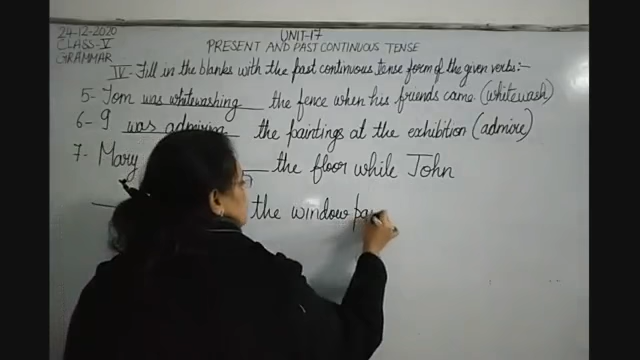 24-12-2020
CLASS-V
GRAMMAR
UNIT-17
PRESENT AND PAST CONTINUOUS TENSE
IV- Fill in the blanks with the past continuous tense form of the given verbs:-
5- Tom was whitewashing the fence when his friends came. (whitewash)
6- I was admiring the paintings at the exhibition (admire)
7- Mary ___ the floor while John
___ the window pa